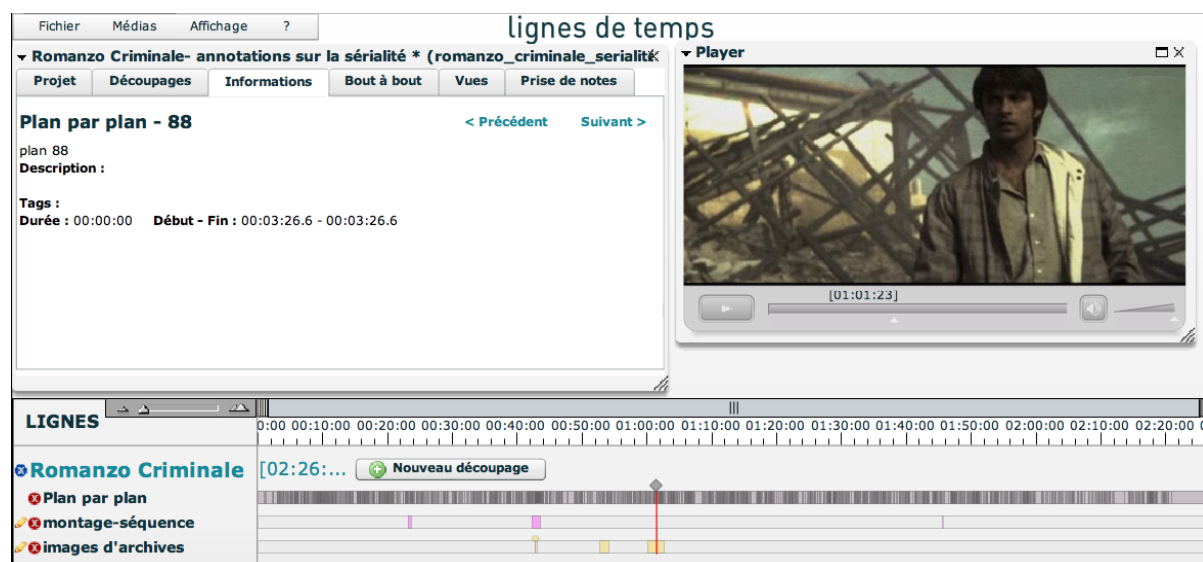 Fichier Médias Affichage ?
lignes de temps
Romanzo Criminale- annotations sur la sérialité * (romanzo_criminale_serialité
Player
Projet Découpages Informations Bout à bout Vues Prise de notes
Plan par plan - 88
< Précédent Suivant >
plan 88
Description :
Tags :
Durée : 00:00:00 Début - Fin : 00:03:26.6 - 00:03:26.6
[01:01:23]
LIGNES
0:00 00:10:00 00:20:00 00:30:00 00:40:00 00:50:00 01:00:00 01:10:00 01:20:00 01:30:00 01:40:00 01:50:00 02:00:00 02:10:00 02:20:00
Romanzo Criminale [02:26:... Nouveau découpage
Plan par plan
montage-séquence
images d'archives